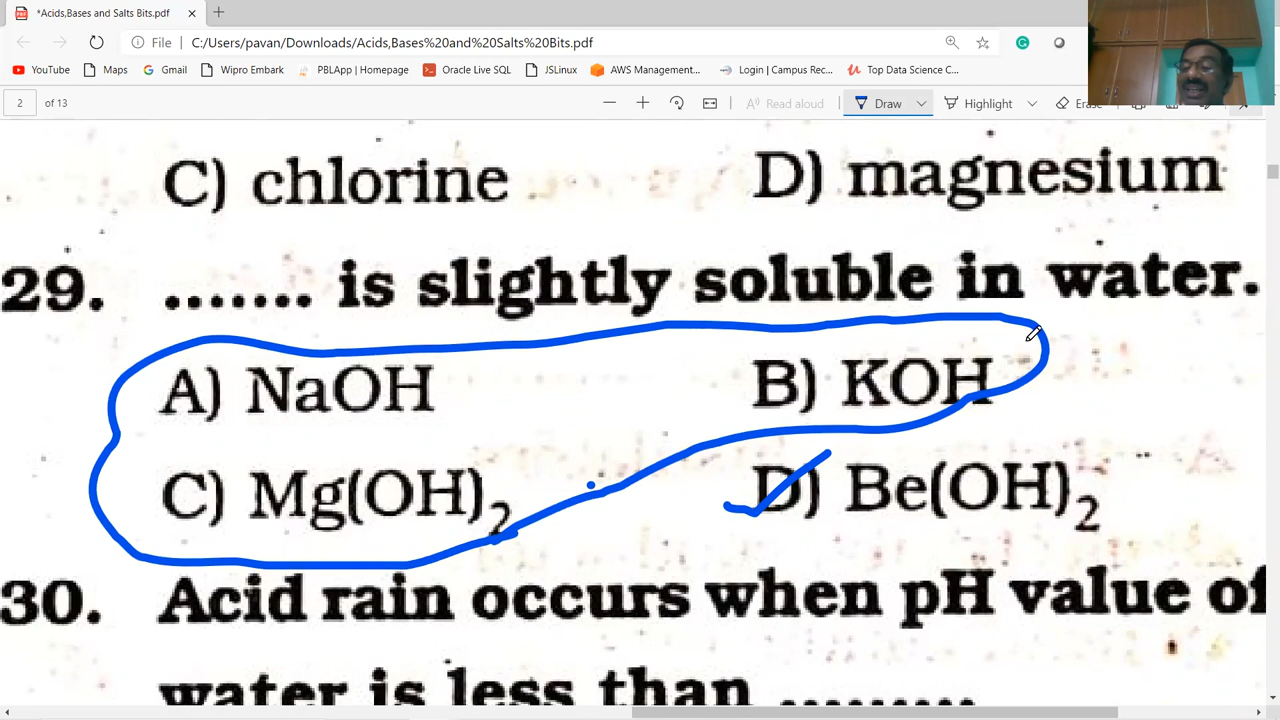 *Acids,Bases and Salts Bits.pdf
File C:/Users/pavan/Downloads/Acids,Bases%20and%20Salts%20Bits.pdf
YouTube Maps Gmail Wipro Embark PBLApp | Homepage Oracle Live SQL JSLinux AWS Management... Login | Campus Rec... Top Data Science C...
2 of 13 Read aloud Draw Highlight Erase
C) chlorine D) magnesium
29. ....... is slightly soluble in water.
A) NaOH B) KOH
C) Mg(OH)2 D) Be(OH)2
30. Acid rain occurs when pH value of
water is less than .........